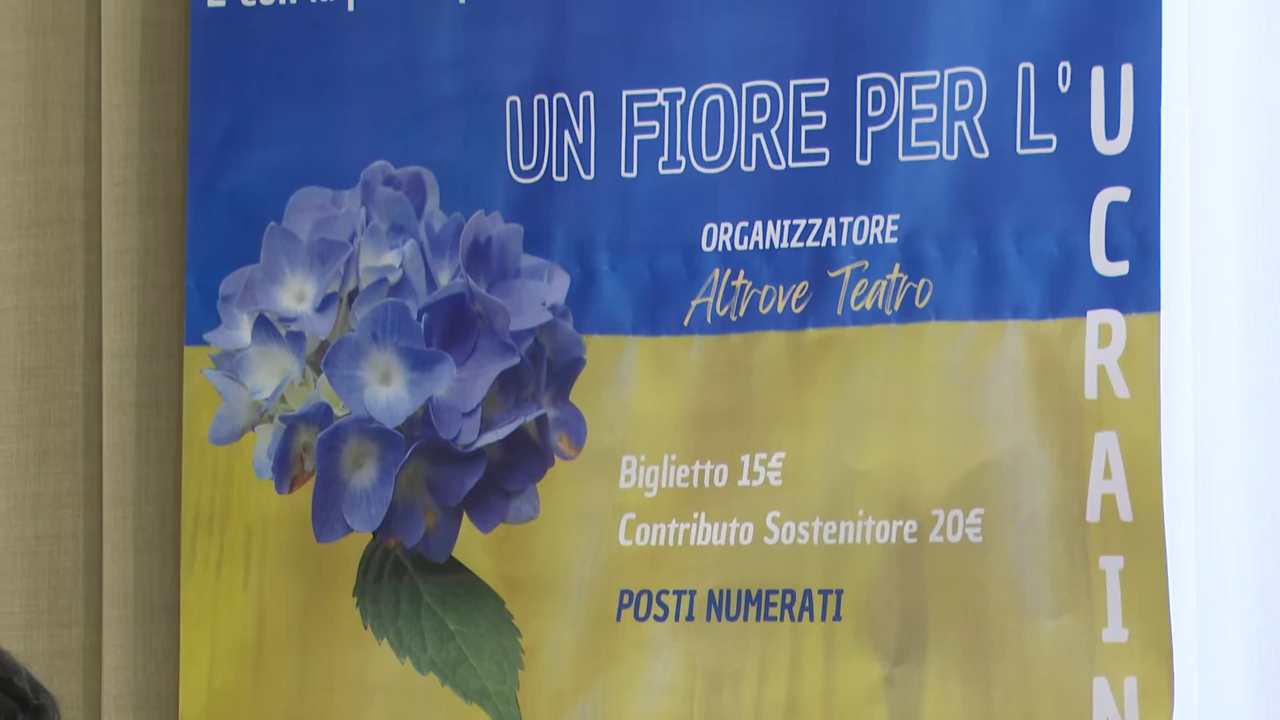 UN FIORE PER L'UCRAIN
ORGANIZZATORE
Altrove Teatro
Biglietto 15€
Contributo Sostenitore 20€
POSTI NUMERATI